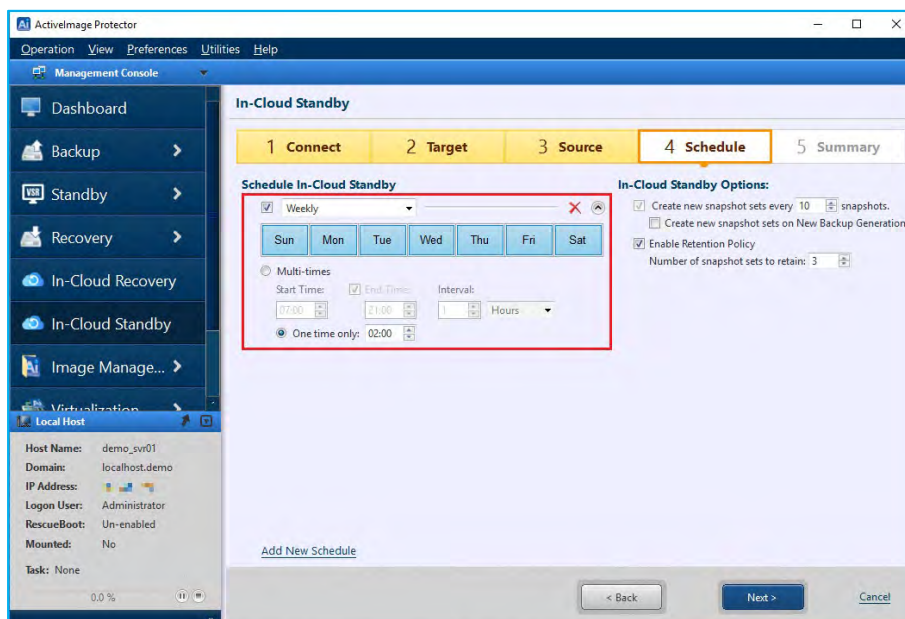 ActiveImage Protector
Operation View Preferences Utilities Help
Management Console
Dashboard
Backup
Standby
Recovery
In-Cloud Recovery
In-Cloud Standby
Image Manage...
Virtualization
Local Host
Host Name: demo_svr01
Domain: localhost.demo
IP Address:
Logon User: Administrator
RescueBoot: Un-enabled
Mounted: No
Task: None
0.0 %
In-Cloud Standby
1 Connect 2 Target 3 Source 4 Schedule 5 Summary
Schedule In-Cloud Standby
Weekly
Sun Mon Tue Wed Thu Fri Sat
Multi-times
Start Time: End Time: Interval:
07:00 21:00 1 Hours
One time only: 02:00
Add New Schedule
In-Cloud Standby Options:
Create new snapshot sets every 10 snapshots.
Create new snapshot sets on New Backup Generation
Enable Retention Policy
Number of snapshot sets to retain: 3
< Back Next > Cancel